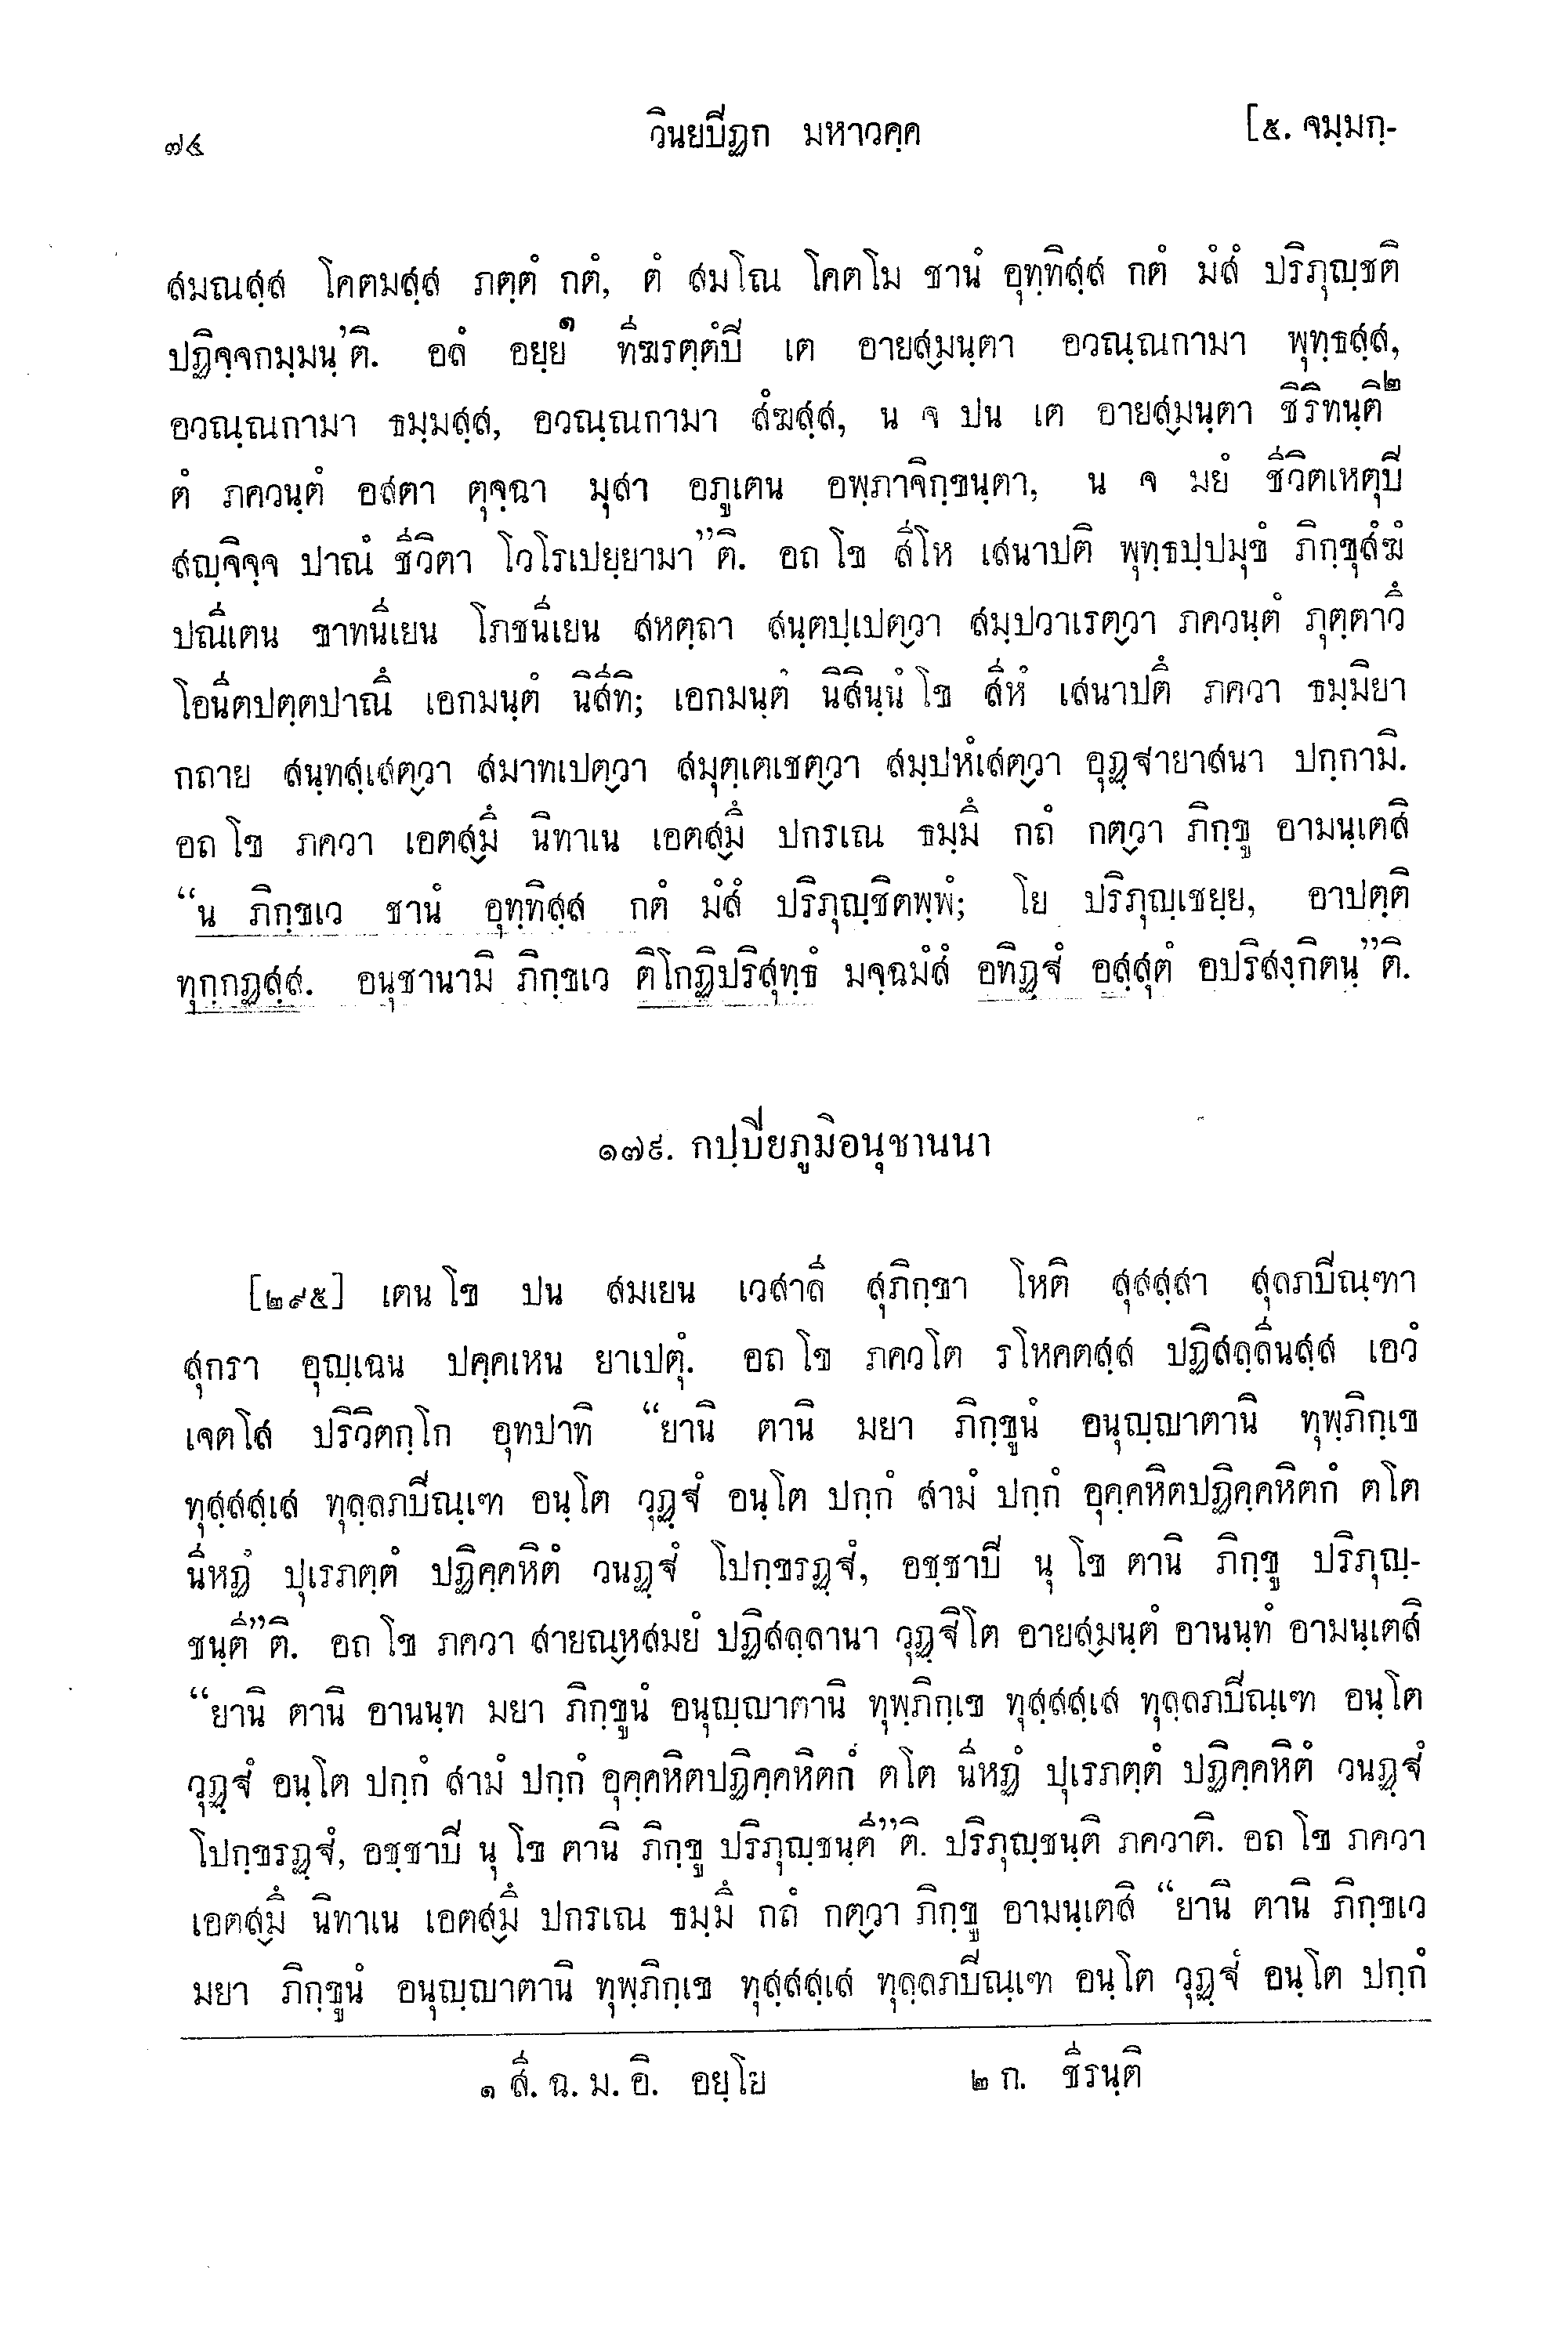 ๗๔ วินยปิฏก มหาวคฺค [๕. จมฺมกฺ-
สมณสฺส โคตมสฺส ภตฺตํ กตํ, ตํ สมโณ โคตโม ชานํ อุทฺทิสฺส กตํ มํสํ ปริภุญฺชติ
ปฏิจฺจกมฺมนฺ’ติ. อลํ อยฺย๑ ทีฆรตฺตํปิ เต อายสฺมนฺตา อวณฺณกามา พุทฺธสฺส,
อวณฺณกามา ธมฺมสฺส, อวณฺณกามา สํฆสฺส, น จ ปน เต อายสฺมนฺตา ชิริทนฺติ๒
ตํ ภควนฺตํ อสตา ตุจฺฉา มุสา อภูเตน อพฺภาจิกฺขนฺตา, น จ มยํ ชีวิตเหตุปิ
สญฺจิจฺจ ปาณํ ชีวิตา โวโรเปยฺยามา”ติ. อถ โข สีโห เสนาปติ พุทฺธปฺปมุขํ ภิกฺขุสํฆํ
ปณีเตน ขาทนีเยน โภชนีเยน สหตฺถา สนฺตปฺเปตฺวา สมฺปวาเรตฺวา ภควนฺตํ ภุตฺตาวึ
โอนีตปตฺตปาณึ เอกมนฺตํ นิสีทิ; เอกมนฺตํ นิสินฺนํ โข สีหํ เสนาปตึ ภควา ธมฺมิยา
กถาย สนฺทสฺเสตฺวา สมาทเปตฺวา สมุตฺเตเชตฺวา สมฺปหํเสตฺวา อุฏฺฐายาสนา ปกฺกามิ.
อถ โข ภควา เอตสฺมึ นิทาเน เอตสฺมึ ปกรเณ ธมฺมึ กถํ กตฺวา ภิกฺขู อามนฺเตสิ
“น ภิกฺขเว ชานํ อุทฺทิสฺส กตํ มํสํ ปริภุญฺชิตพฺพํ; โย ปริภุญฺเชยฺย, อาปตฺติ
ทุกฺกฏสฺส. อนุชานามิ ภิกฺขเว ติโกฏิปริสุทฺธํ มจฺฉมํสํ อทิฏฺฐํ อสฺสุตํ อปริสงฺกิตนฺ”ติ.
๑๗๙. กปฺปิยภูมิอนุชานนา
[๒๙๕] เตน โข ปน สมเยน เวสาลี สุภิกฺขา โหติ สุสสฺสา สุลภปิณฺฑา
สุกรา อุญฺเฉน ปคฺคเหน ยาเปตุํ. อถ โข ภควโต รโหคตสฺส ปฏิสลฺลีนสฺส เอวํ
เจตโส ปริวิตกฺโก อุทปาทิ “ยานิ ตานิ มยา ภิกฺขูนํ อนุญฺญาตานิ ทุพฺภิกฺเข
ทุสฺสสฺเส ทุลฺลภปิณฺเฑ อนฺโต วุฏฺฐํ อนฺโต ปกฺกํ สามํ ปกฺกํ อุคฺคหิตปฏิคฺคหิตกํ ตโต
นีหฏํ ปุเรภตฺตํ ปฏิคฺคหิตํ วนฏฺฐํ โปกฺขรฏฺฐํ, อชฺชาปิ นุ โข ตานิ ภิกฺขู ปริภุญฺ-
ชนฺตี”ติ. อถ โข ภควา สายณฺหสมยํ ปฏิสลฺลานา วุฏฺฐิโต อายสฺมนฺตํ อานนฺทํ อามนฺเตสิ
“ยานิ ตานิ อานนฺท มยา ภิกฺขูนํ อนุญฺญาตานิ ทุพฺภิกฺเข ทุสฺสสฺเส ทุลฺลภปิณฺเฑ อนฺโต
วุฏฺฐํ อนฺโต ปกฺกํ สามํ ปกฺกํ อุคฺคหิตปฏิคฺคหิตกํ ตโต นีหฏํ ปุเรภตฺตํ ปฏิคฺคหิตํ วนฏฺฐํ
โปกฺขรฏฺฐํ, อชฺชาปิ นุ โข ตานิ ภิกฺขู ปริภุญฺชนฺตี”ติ. ปริภุญฺชนฺติ ภควาติ. อถ โข ภควา
เอตสฺมึ นิทาเน เอตสฺมึ ปกรเณ ธมฺมึ กถํ กตฺวา ภิกฺขู อามนฺเตสิ “ยานิ ตานิ ภิกฺขเว
มยา ภิกฺขูนํ อนุญฺญาตานิ ทุพฺภิกฺเข ทุสฺสสฺเส ทุลฺลภปิณฺเฑ อนฺโต วุฏฺฐํ อนฺโต ปกฺกํ
๑ สี. ฉ. ม. อิ. อยฺโย ๒ ก. ชีรนฺติ